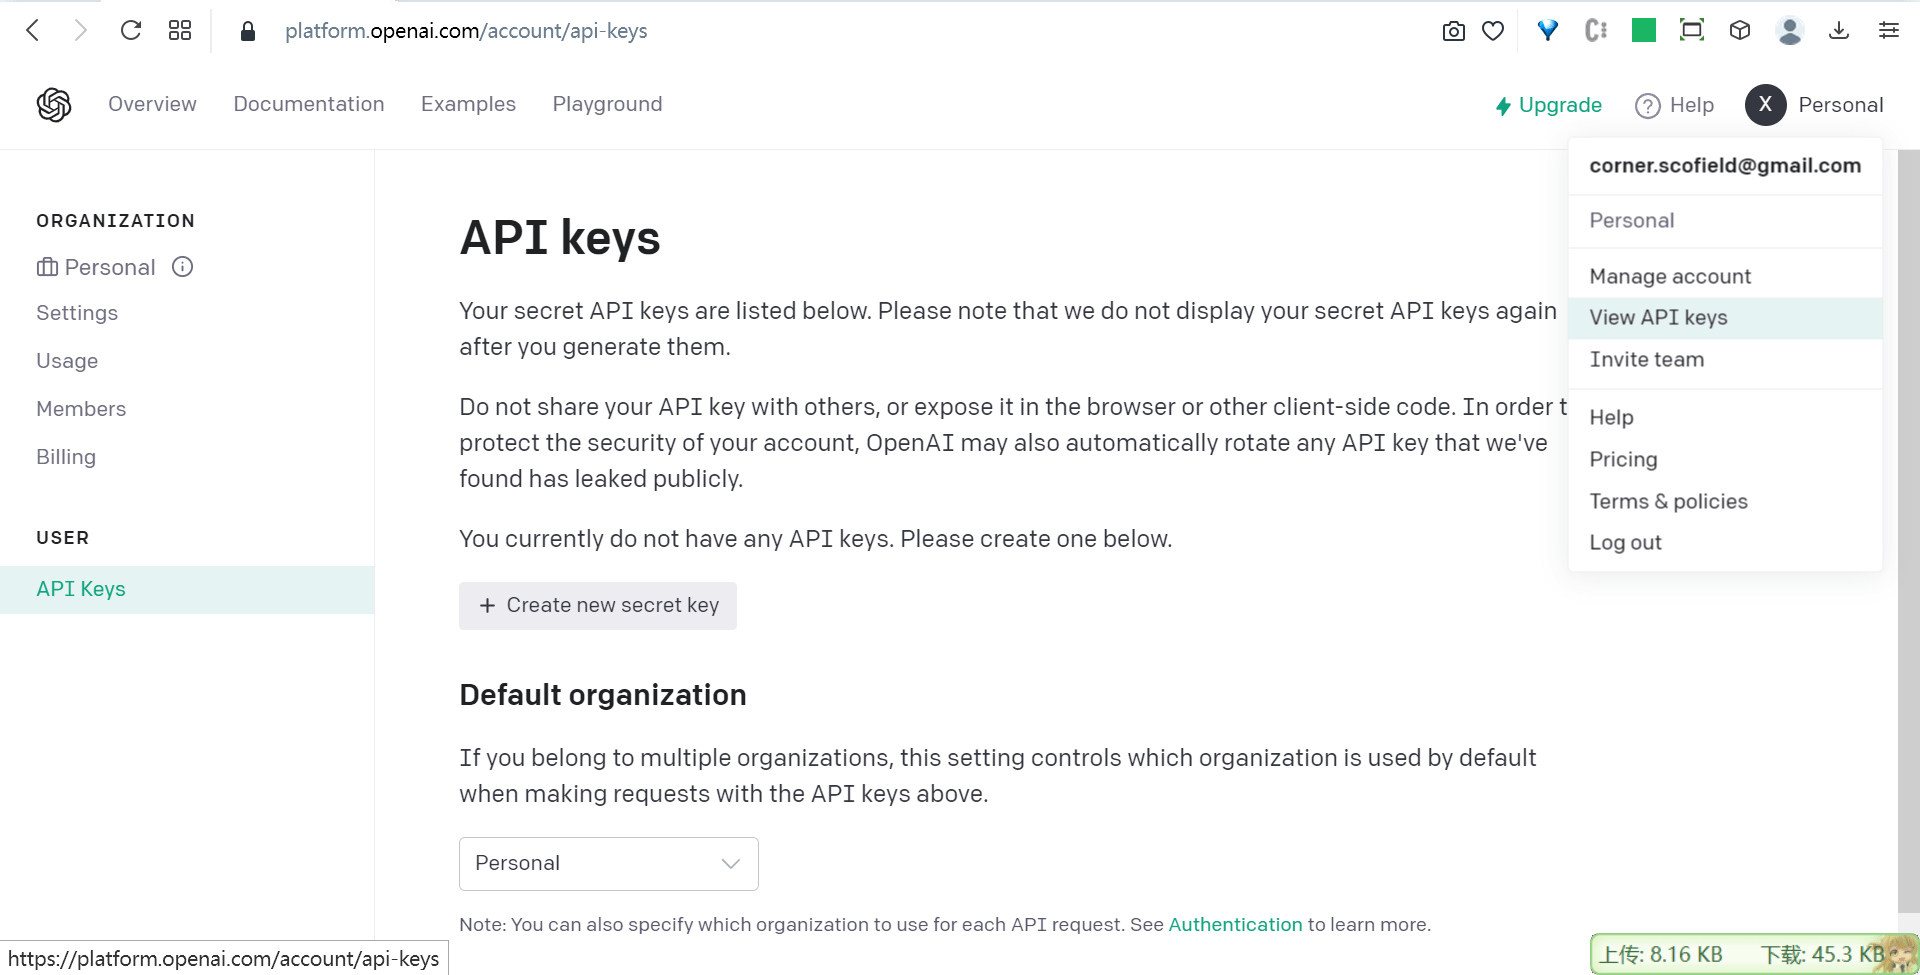 platform.openai.com/account/api-keys
Overview
Documentation
Examples
Playground
Upgrade
Help
X
Personal
corner.scofield@gmail.com
Personal
Manage account
View API keys
Invite team
Help
Pricing
Terms & policies
Log out
ORGANIZATION
Personal
Settings
Usage
Members
Billing
USER
API Keys
API keys
Your secret API keys are listed below. Please note that we do not display your secret API keys again
after you generate them.
Do not share your API key with others, or expose it in the browser or other client-side code. In order t
protect the security of your account, OpenAI may also automatically rotate any API key that we've
found has leaked publicly.
You currently do not have any API keys. Please create one below.
+ Create new secret key
Default organization
If you belong to multiple organizations, this setting controls which organization is used by default
when making requests with the API keys above.
Personal
Note: You can also specify which organization to use for each API request. See Authentication to learn more.
https://platform.openai.com/account/api-keys
上传: 8.16 KB 下载: 45.3 KB